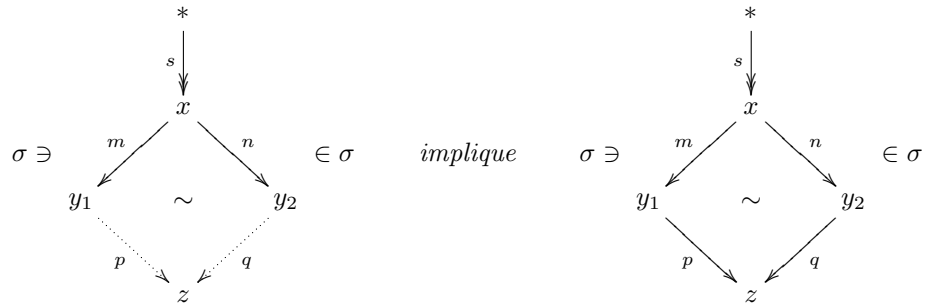 * *
s s
x x
m n m n
σ ∋ ∈ σ implique σ ∋ ∈ σ
y₁ ∼ y₂ y₁ ∼ y₂
p q p q
z z